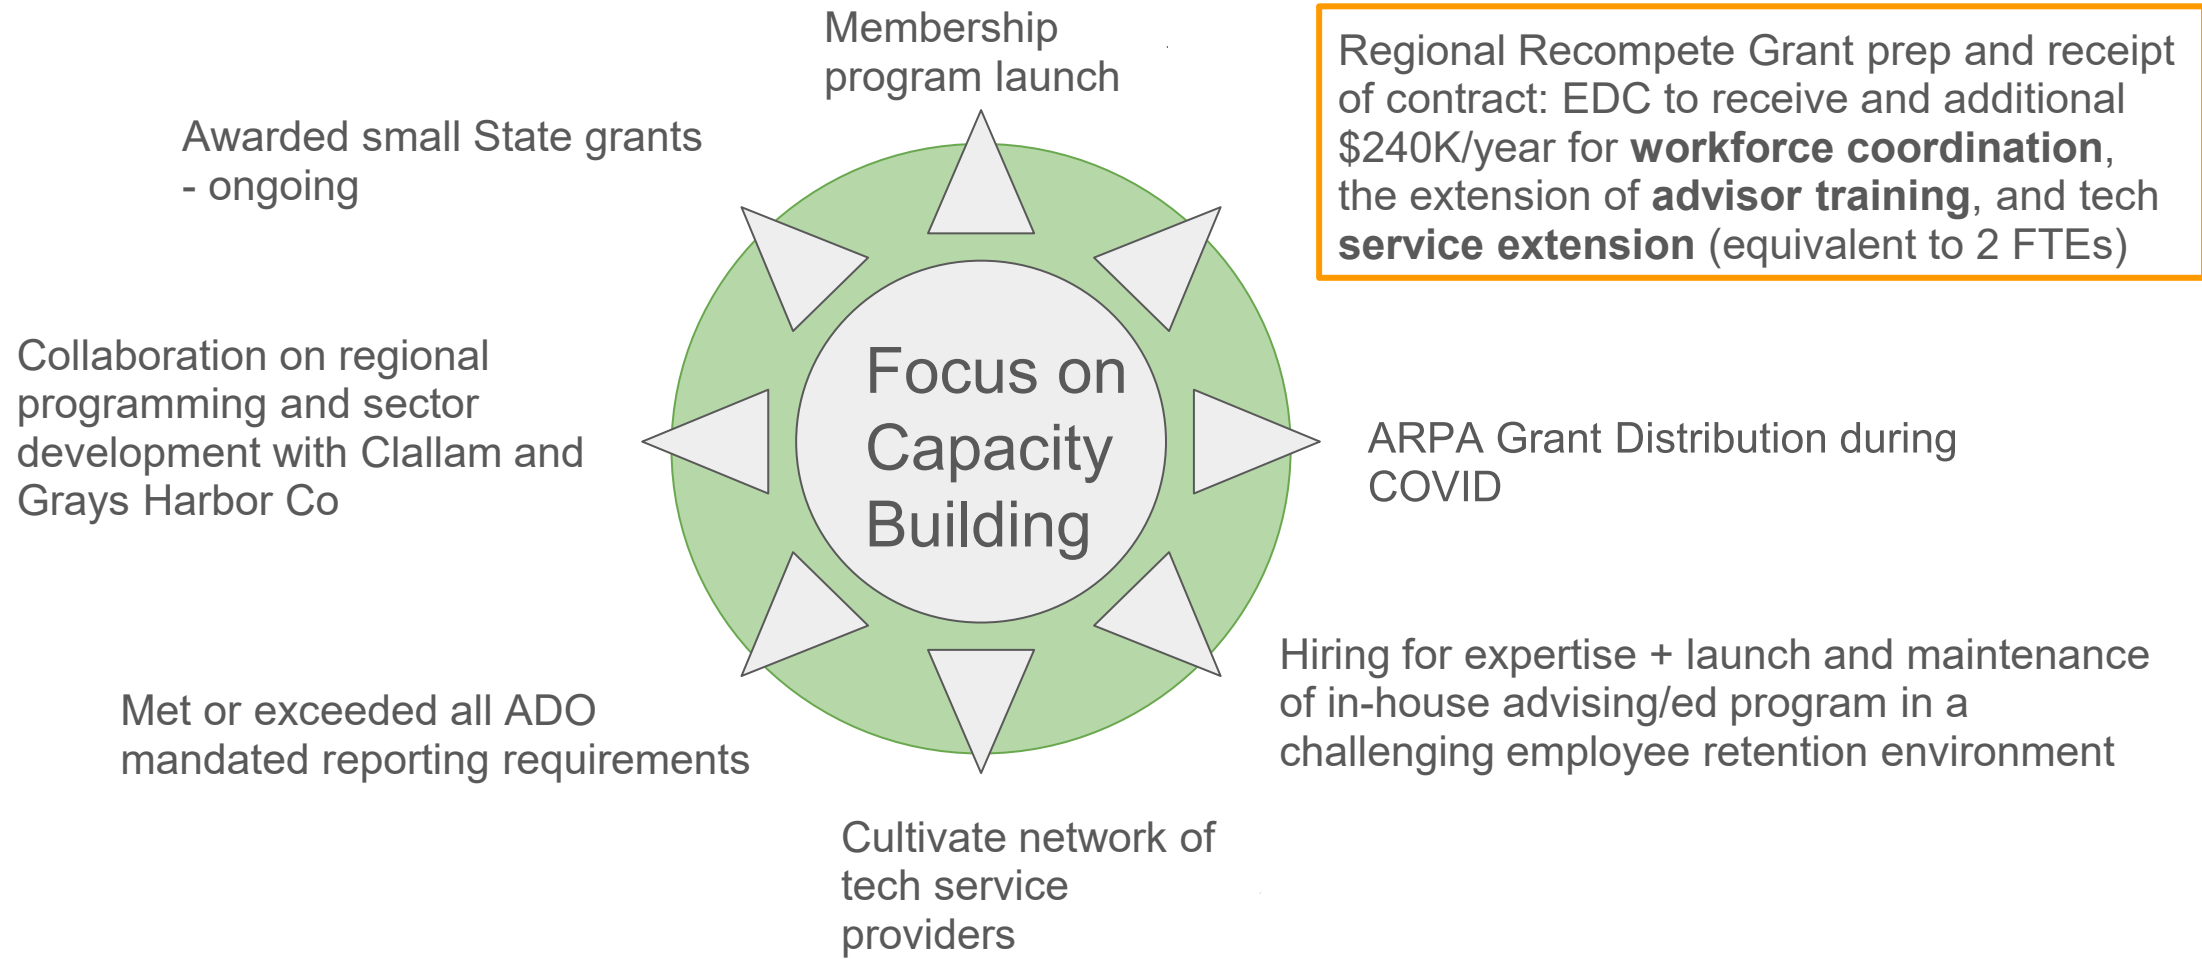 Membership
program launch
Regional Recompete Grant prep and receipt
of contract: EDC to receive and additional
$240K/year for workforce coordination,
the extension of advisor training, and tech
service extension (equivalent to 2 FTEs)
Awarded small State grants
- ongoing
Collaboration on regional
programming and sector
development with Clallam and
Grays Harbor Co
Focus on
Capacity
Building
ARPA Grant Distribution during
COVID
Met or exceeded all ADO
mandated reporting requirements
Hiring for expertise + launch and maintenance
of in-house advising/ed program in a
challenging employee retention environment
Cultivate network of
tech service
providers